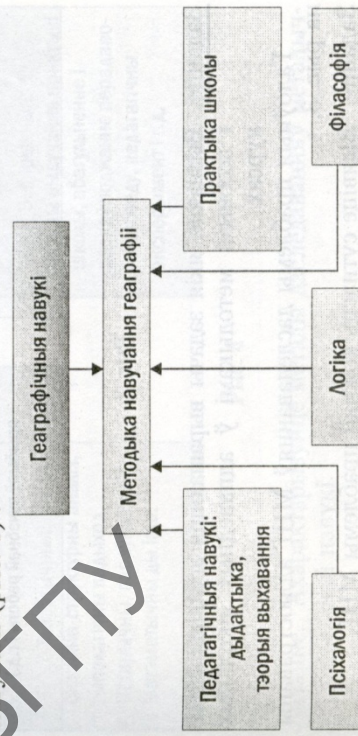 Геаграфічныя навукі
Методыка навучання геаграфіі
Педагагічныя навукі:
дыдактыка,
тэорыя выхавання
Практыка школы
Псіхалогія
Логіка
Філасофія